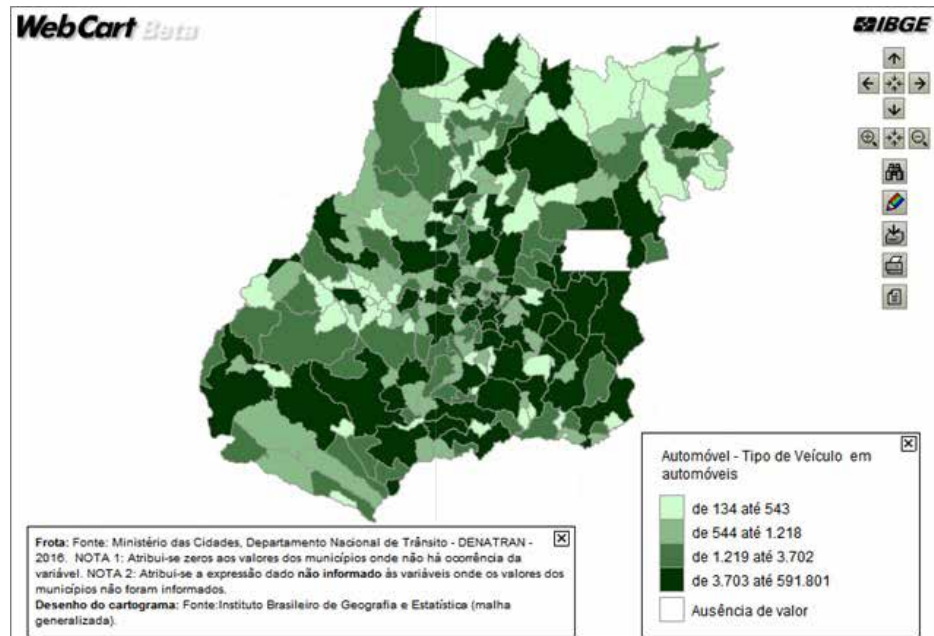 WebCart Beta
IBGE
Automóvel - Tipo de Veículo em
automóveis
de 134 até 543
de 544 até 1.218
de 1.219 até 3.702
de 3.703 até 591.801
Ausência de valor
Frota: Fonte: Ministério das Cidades, Departamento Nacional de Trânsito - DENATRAN -
2016. NOTA 1: Atribui-se zeros aos valores dos municípios onde não há ocorrência da
variável. NOTA 2: Atribui-se a expressão dado não informado às variáveis onde os valores dos
municípios não foram informados.
Desenho do cartograma: Fonte:Instituto Brasileiro de Geografia e Estatística (malha
generalizada).